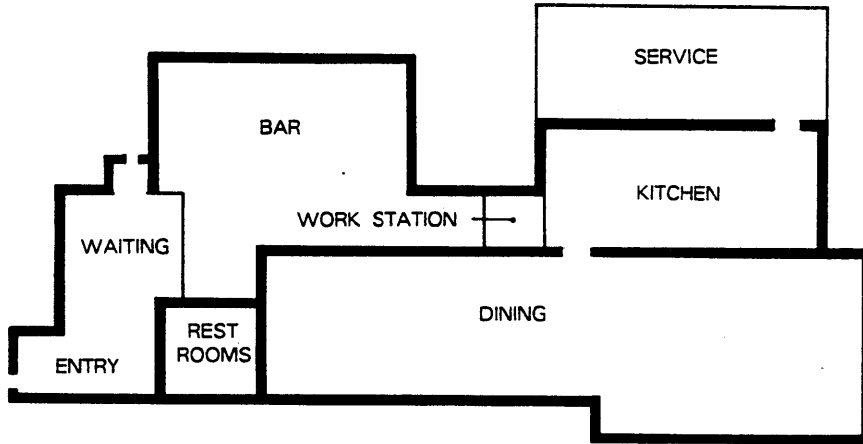 SERVICE
BAR
KITCHEN
WORK STATION
WAITING
DINING
REST
ROOMS
ENTRY